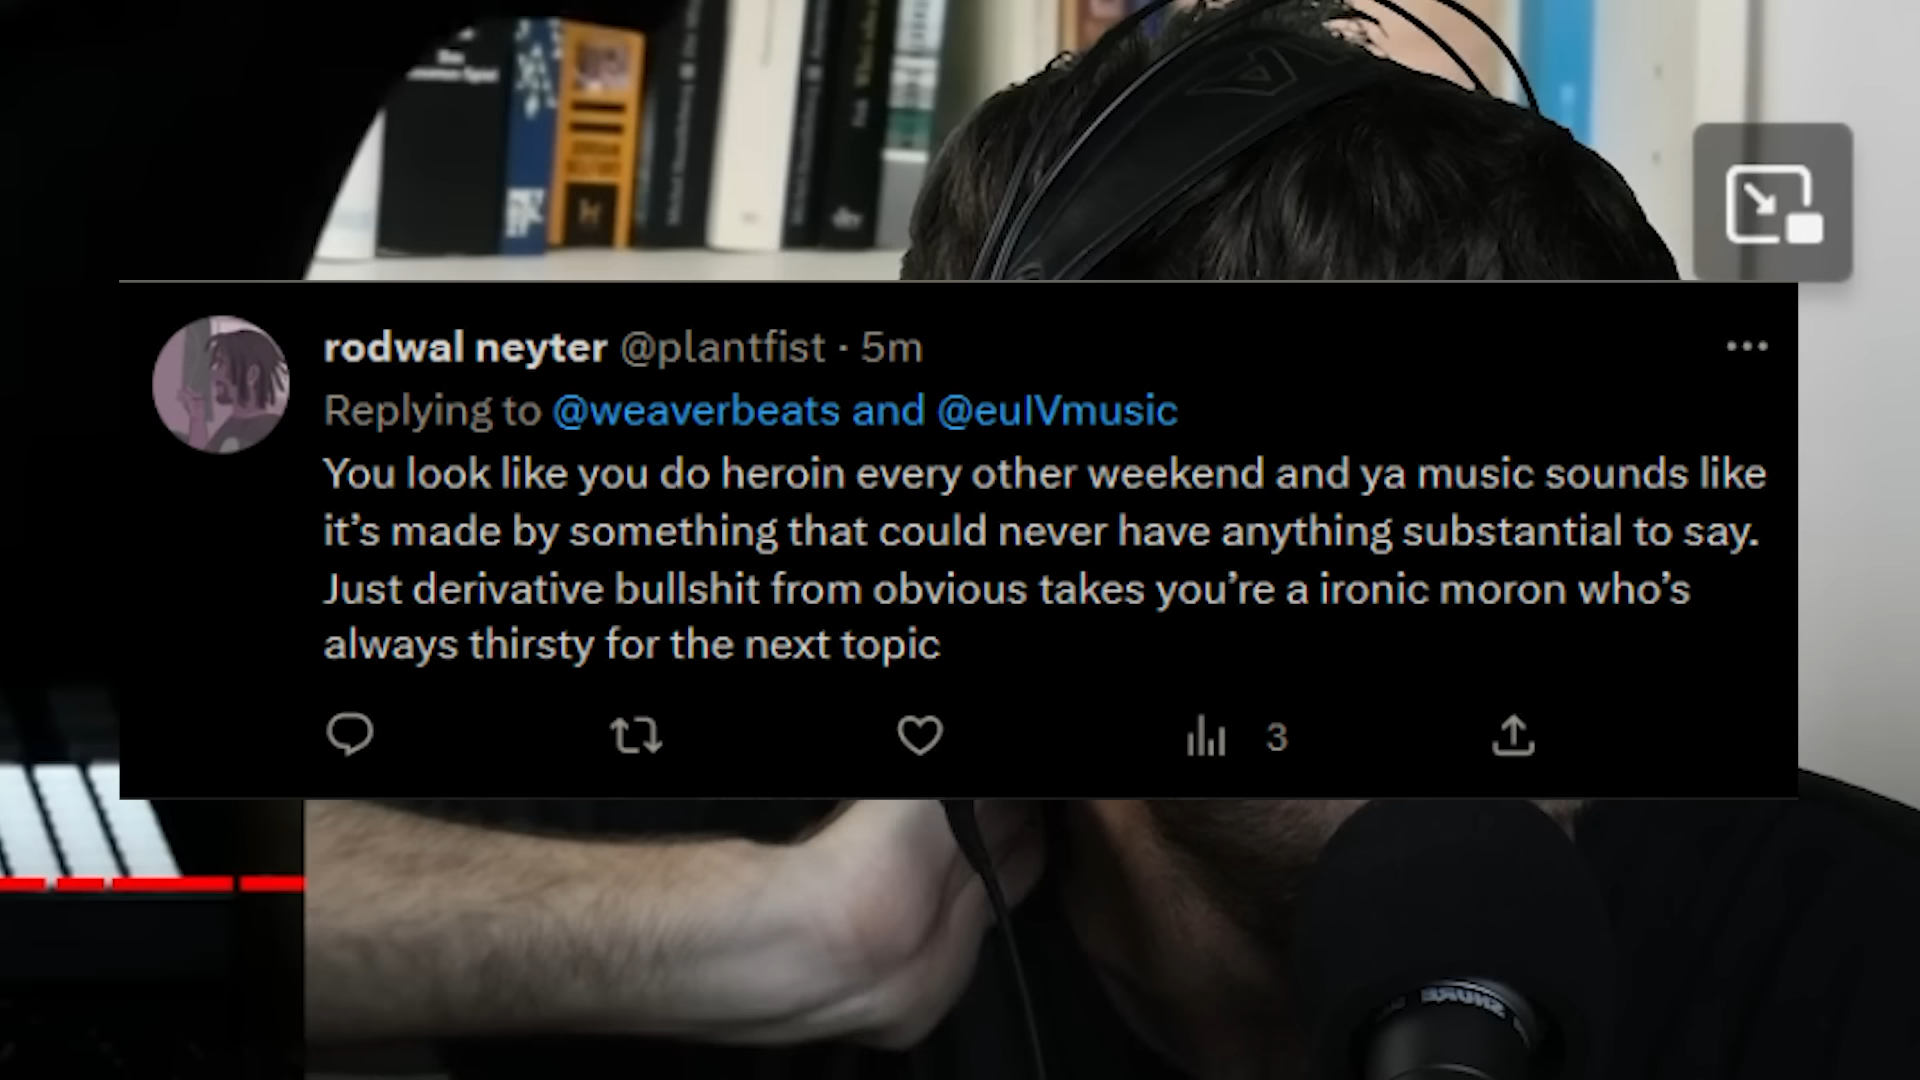 rodwal neyter @plantfist · 5m
Replying to @weaverbeats and @euIVmusic
You look like you do heroin every other weekend and ya music sounds like
it’s made by something that could never have anything substantial to say.
Just derivative bullshit from obvious takes you’re a ironic moron who’s
always thirsty for the next topic
3